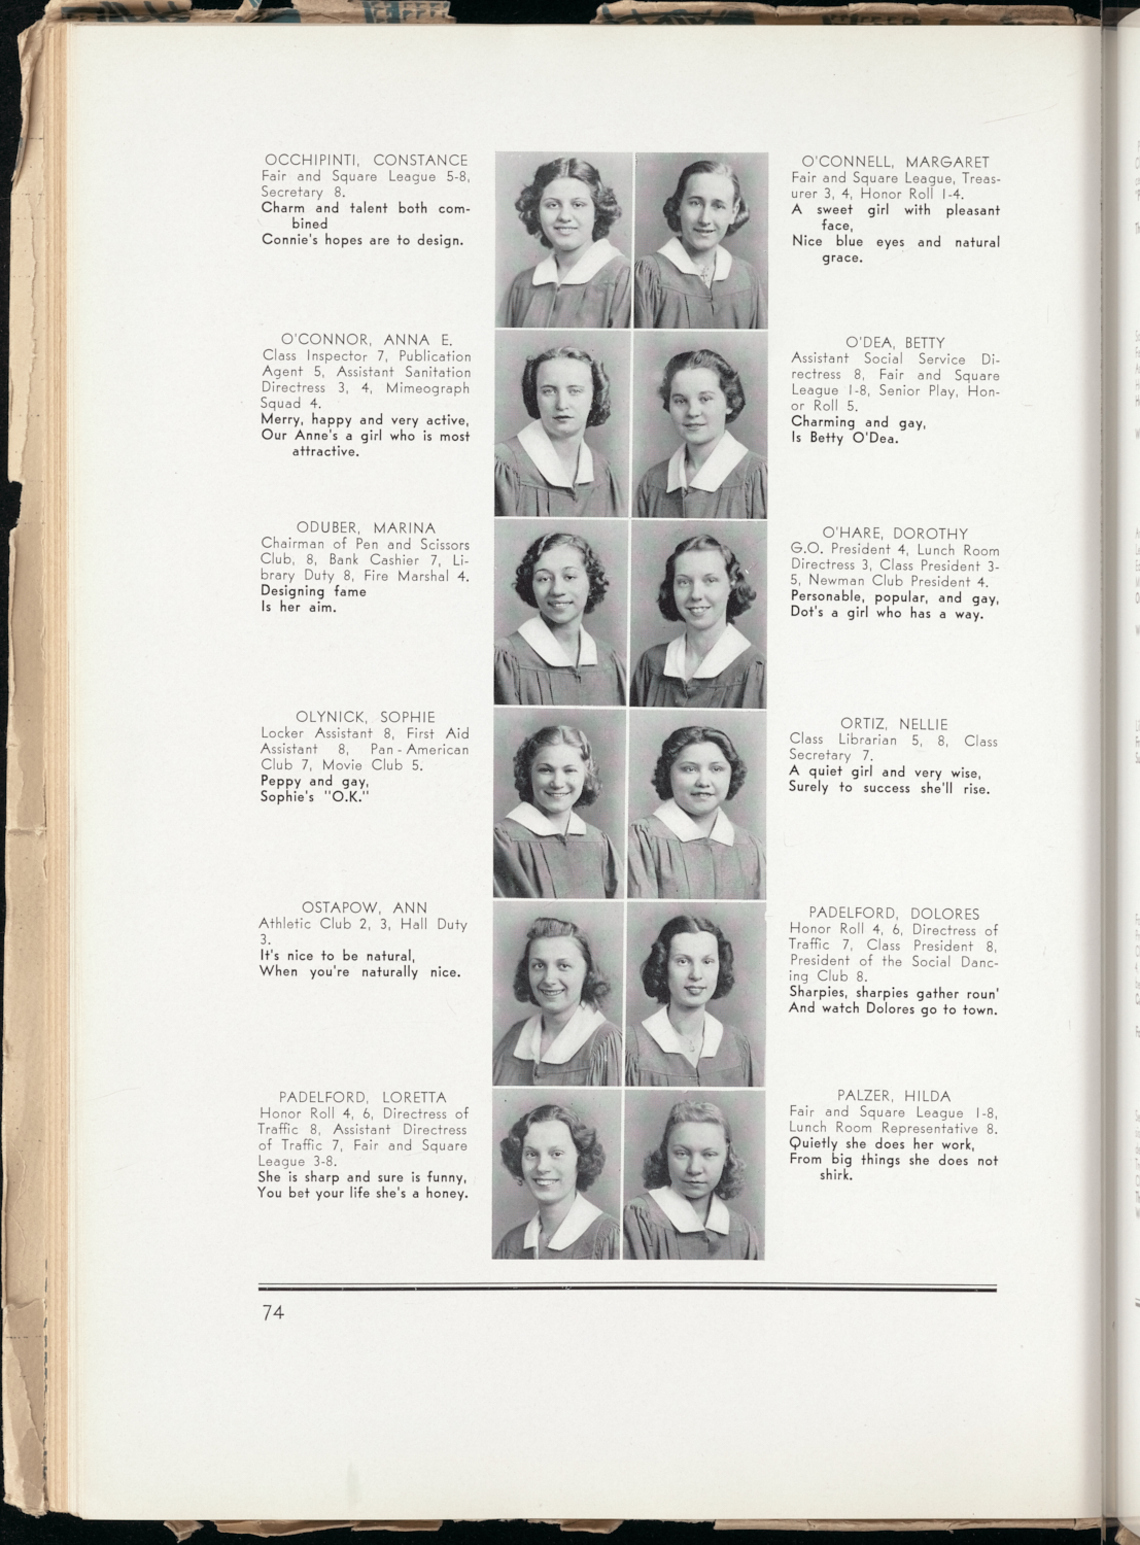 OCCHIPINTI, CONSTANCE
Fair and Square League 5-8,
Secretary 8.
Charm and talent both com-
bined
Connie's hopes are to design.
O'CONNOR, ANNA E.
Class Inspector 7, Publication
Agent 5, Assistant Sanitation
Directress 3, 4, Mimeograph
Squad 4.
Merry, happy and very active,
Our Anne's a girl who is most
attractive.
ODUBER, MARINA
Chairman of Pen and Scissors
Club, 8, Bank Cashier 7, Li-
brary Duty 8, Fire Marshal 4.
Designing fame
Is her aim.
OLYNICK, SOPHIE
Locker Assistant 8, First Aid
Assistant 8, Pan-American
Club 7, Movie Club 5.
Peppy and gay,
Sophie's "O.K."
OSTAPOW, ANN
Athletic Club 2, 3, Hall Duty
3.
It's nice to be natural,
When you're naturally nice.
PADELFORD, LORETTA
Honor Roll 4, 6, Directress of
Traffic 8, Assistant Directress
of Traffic 7, Fair and Square
League 3-8.
She is sharp and sure is funny,
You bet your life she's a honey.
O'CONNELL, MARGARET
Fair and Square League, Treas-
urer 3, 4, Honor Roll 1-4.
A sweet girl with pleasant
face,
Nice blue eyes and natural
grace.
O'DEA, BETTY
Assistant Social Service Di-
rectress 8, Fair and Square
League 1-8, Senior Play, Hon-
or Roll 5.
Charming and gay,
Is Betty O'Dea.
O'HARE, DOROTHY
G.O. President 4, Lunch Room
Directress 3, Class President 3-
5, Newman Club President 4.
Personable, popular, and gay,
Dot's a girl who has a way.
ORTIZ, NELLIE
Class Librarian 5, 8, Class
Secretary 7.
A quiet girl and very wise,
Surely to success she'll rise.
PADELFORD, DOLORES
Honor Roll 4, 6, Directress of
Traffic 7, Class President 8,
President of the Social Danc-
ing Club 8.
Sharpies, sharpies gather roun'
And watch Dolores go to town.
PALZER, HILDA
Fair and Square League 1-8,
Lunch Room Representative 8.
Quietly she does her work,
From big things she does not
shirk.
74